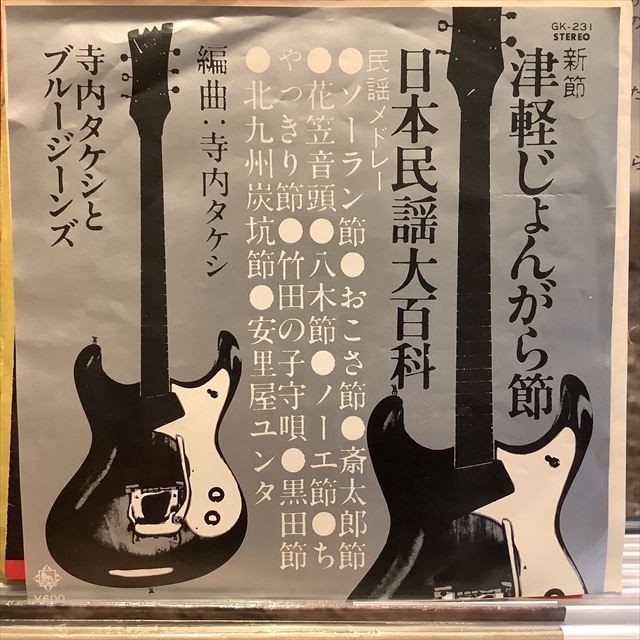 GK-231
STEREO
新節
津軽じょんがら節
日本民謡大百科
民謡メドレー
●ソーラン節●おこさ節●斎太郎節
●花笠音頭●八木節●ノーエ節●ち
やっきり節●竹田の子守唄●黒田節
●北九州炭坑節●安里屋ユンタ
編曲:寺内タケシ
寺内タケシと
ブルージーンズ
¥600